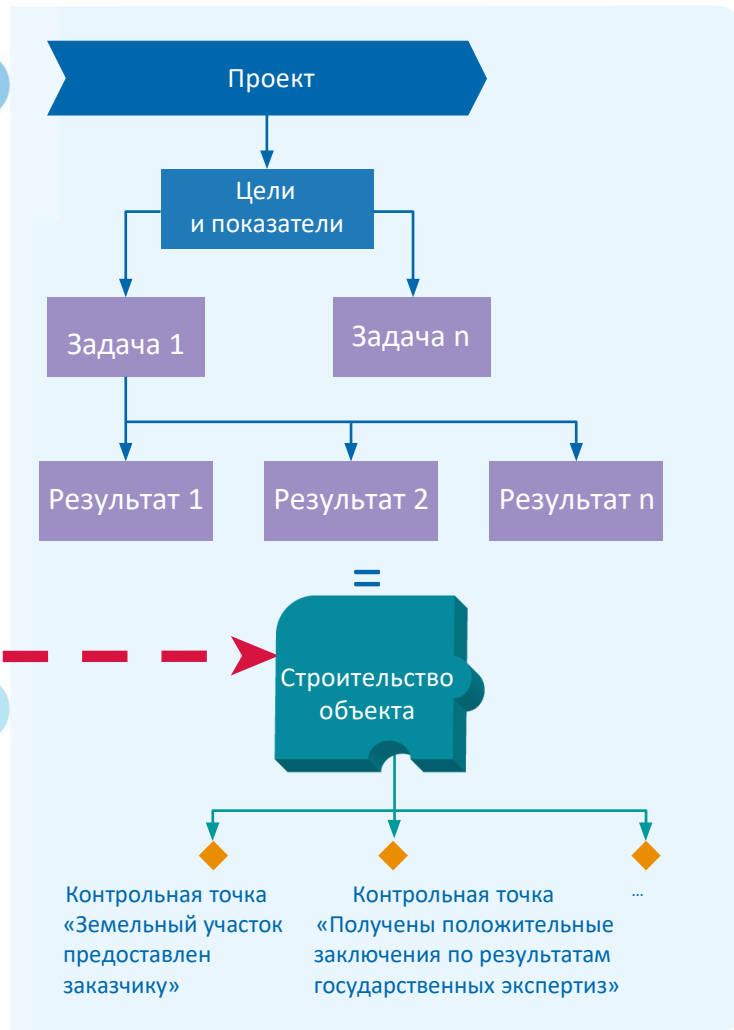 Проект
Цели
и показатели
Задача 1
Задача n
Результат 1
Результат 2
Результат n
=
Строительство
объекта
Контрольная точка
«Земельный участок
предоставлен
заказчику»
Контрольная точка
«Получены положительные
заключения по результатам
государственных экспертиз»
...